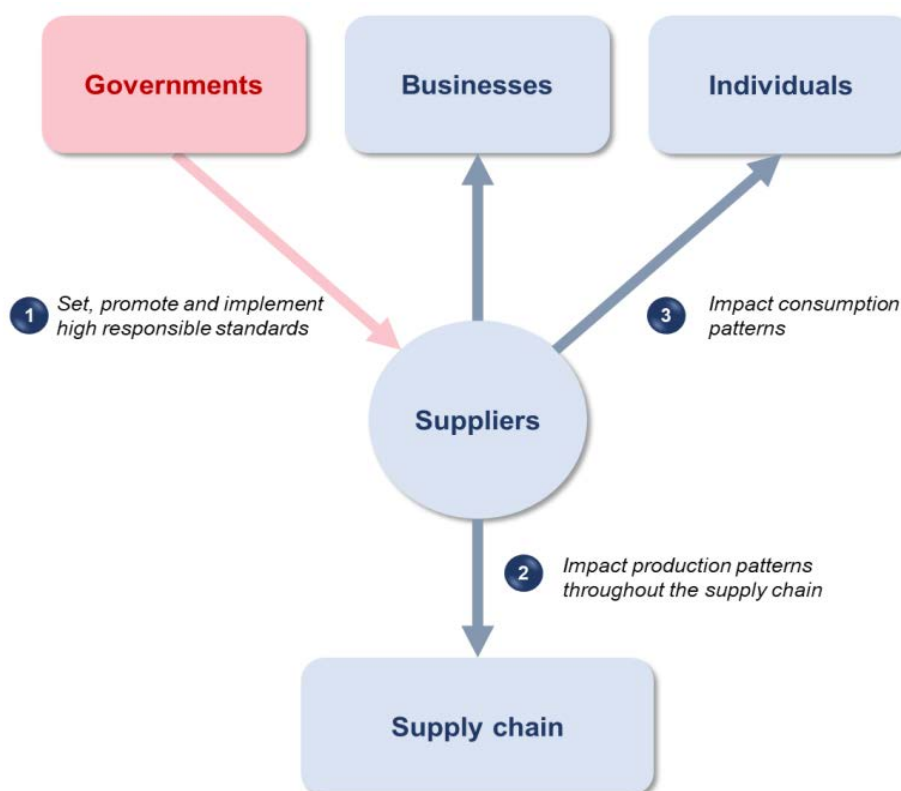 Governments
Businesses
Individuals
1
Set, promote and implement
high responsible standards
3
Impact consumption
patterns
Suppliers
2
Impact production patterns
throughout the supply chain
Supply chain